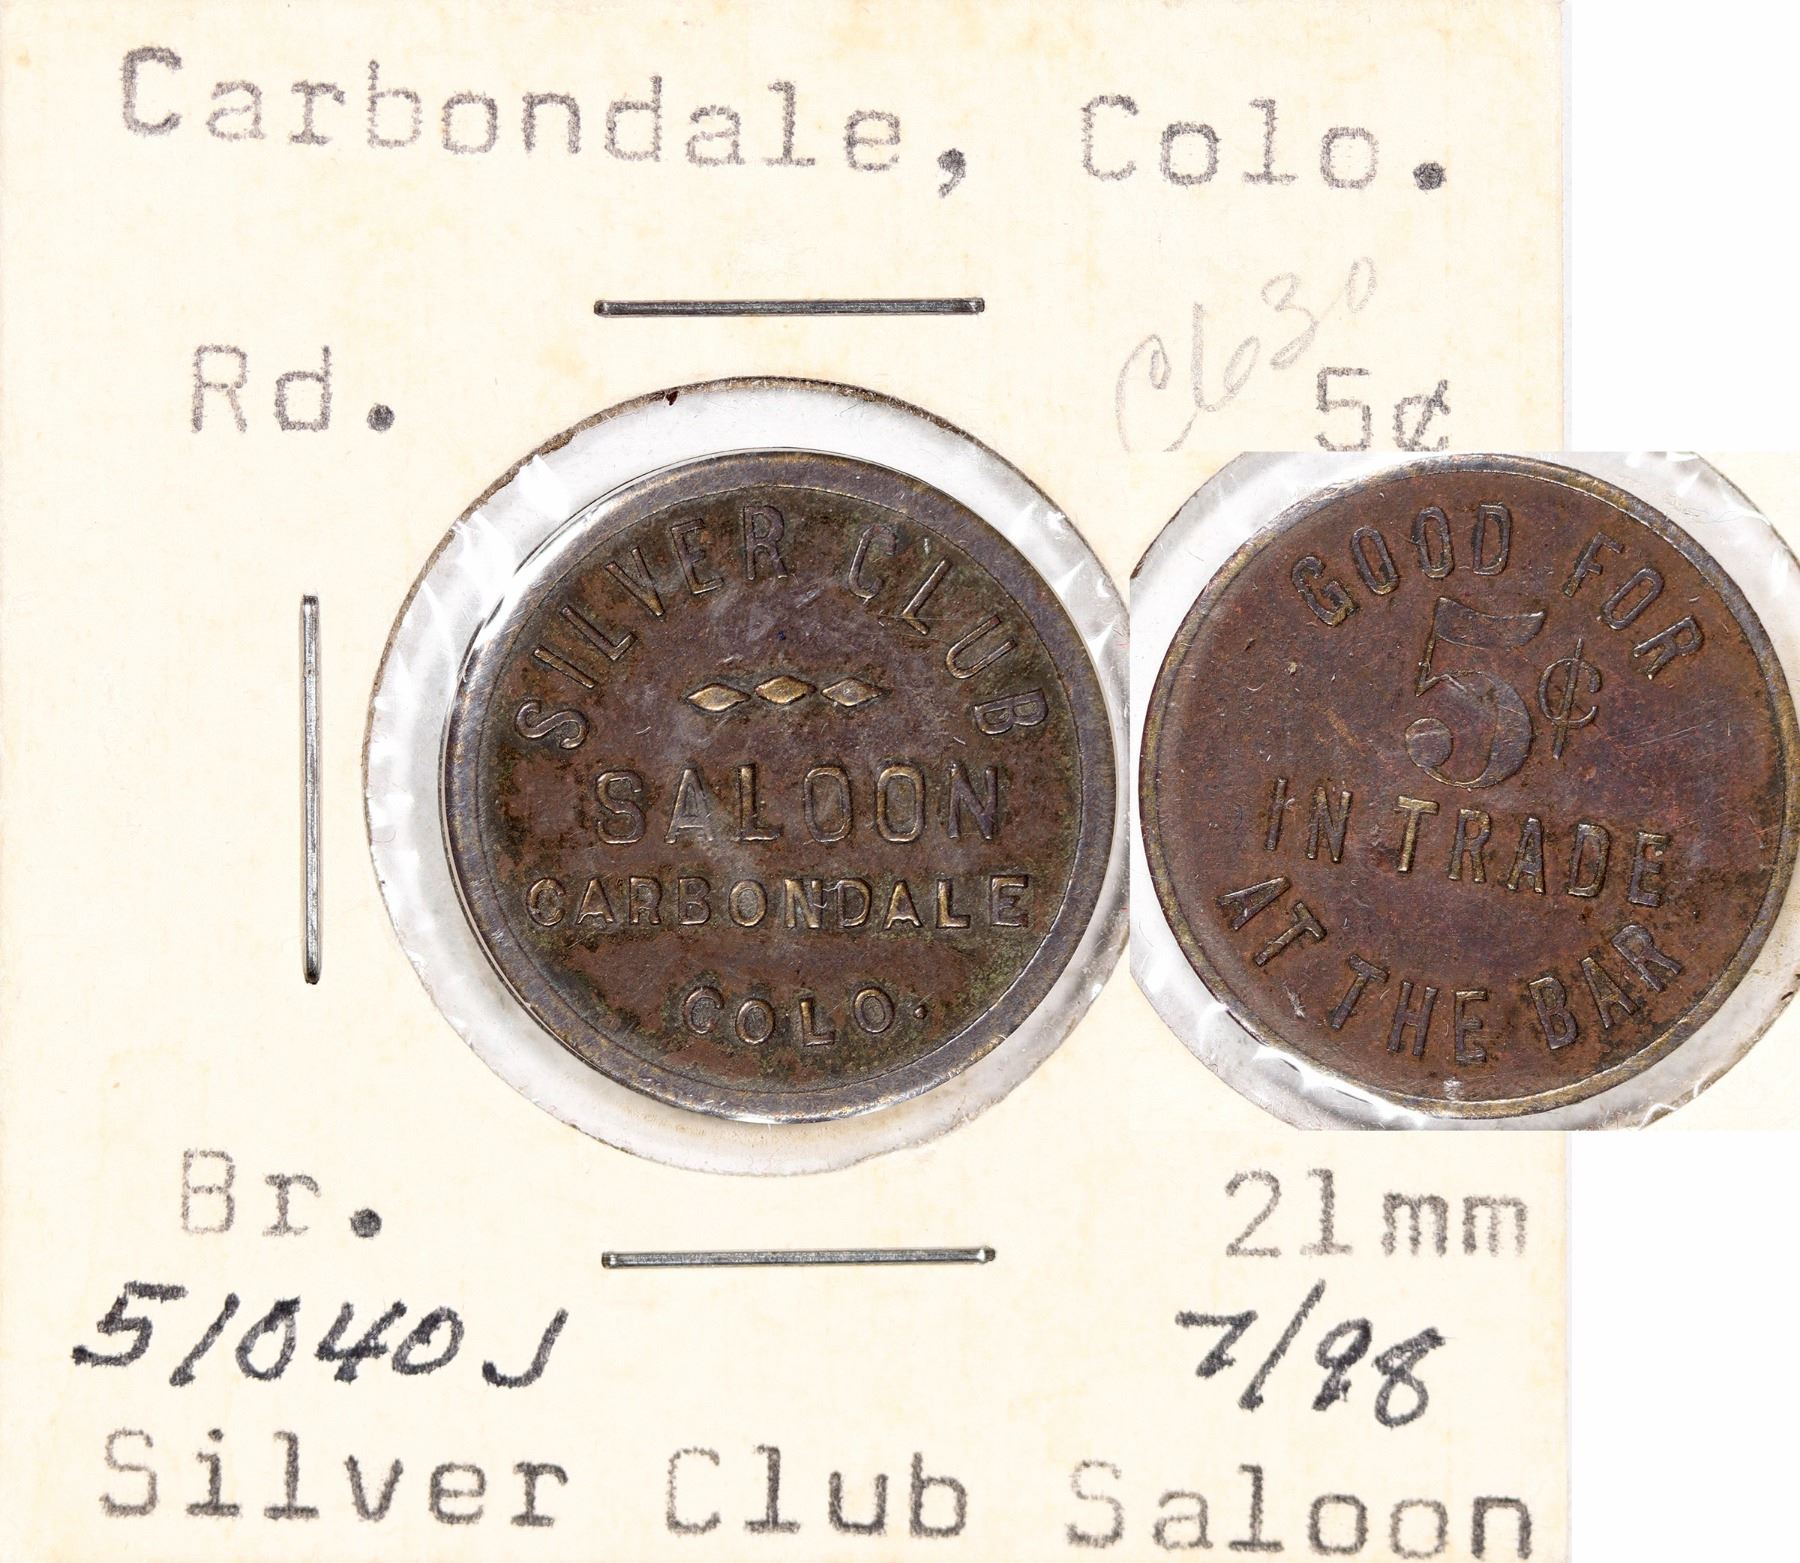 Carbondale, Colo.
C630
Rd.
5¢
SILVER CLUB
SALOON
CARBONDALE
COLO.
GOOD FOR
5¢
IN TRADE
AT THE BAR
Br.
21mm
51040J
7/98
Silver Club Saloon